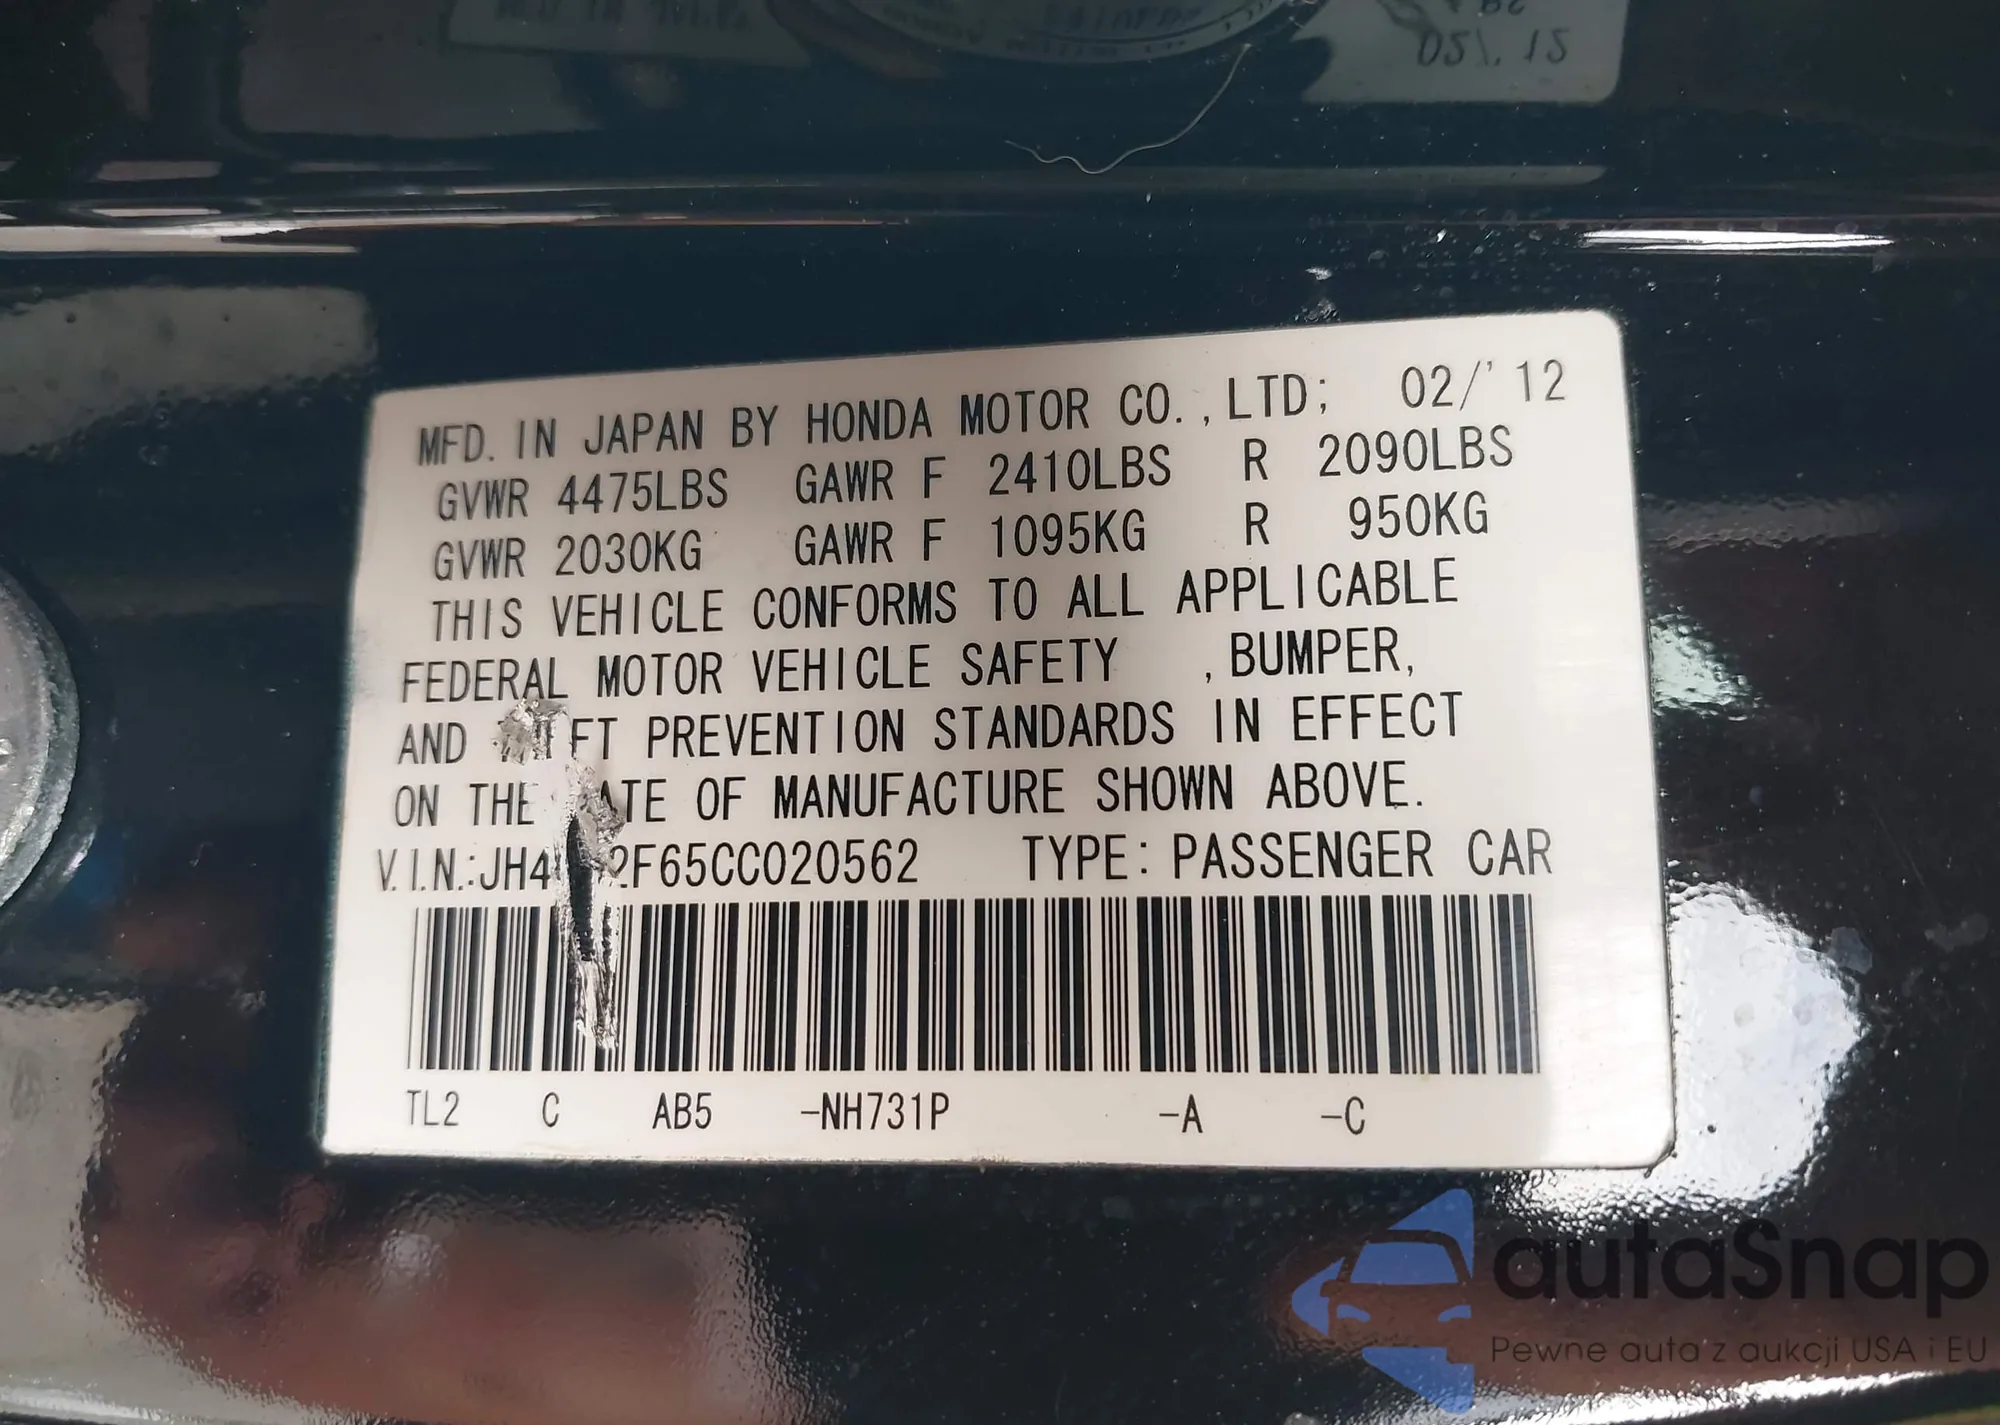 02/'12
MFD. IN JAPAN BY HONDA MOTOR CO., LTD; 02/'12
GVWR 4475LBS GAWR F 2410LBS R 2090LBS
GVWR 2030KG GAWR F 1095KG R 950KG
THIS VEHICLE CONFORMS TO ALL APPLICABLE
FEDERAL MOTOR VEHICLE SAFETY , BUMPER,
AND PREVENTION STANDARDS IN EFFECT
ON THE OF MANUFACTURE SHOWN ABOVE.
V.I.N.: TYPE: PASSENGER CAR
TL2 C AB5 -NH731P -A -C
autaSnap
Pewne auta z aukcji USA i EU